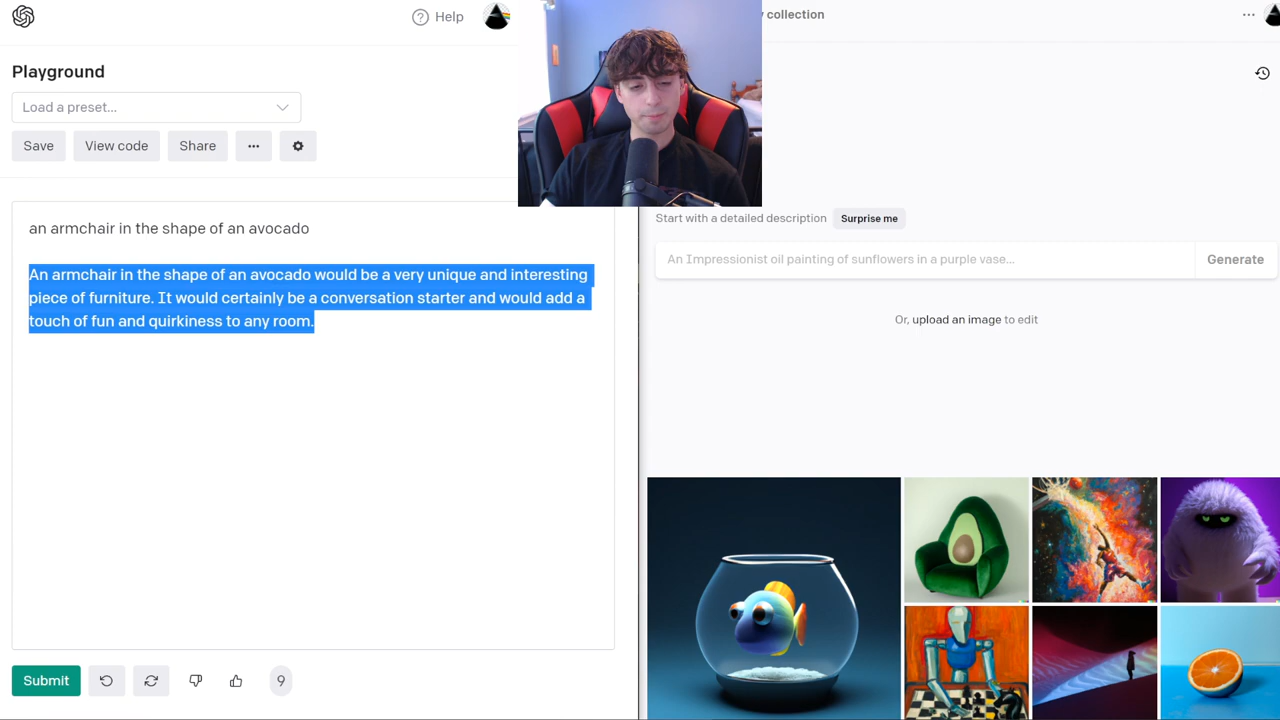 Help
Playground
Load a preset...
Save
View code
Share
an armchair in the shape of an avocado
An armchair in the shape of an avocado would be a very unique and interesting
piece of furniture. It would certainly be a conversation starter and would add a
touch of fun and quirkiness to any room.
Submit
9
collection
Start with a detailed description
Surprise me
An Impressionist oil painting of sunflowers in a purple vase...
Generate
Or, upload an image to edit